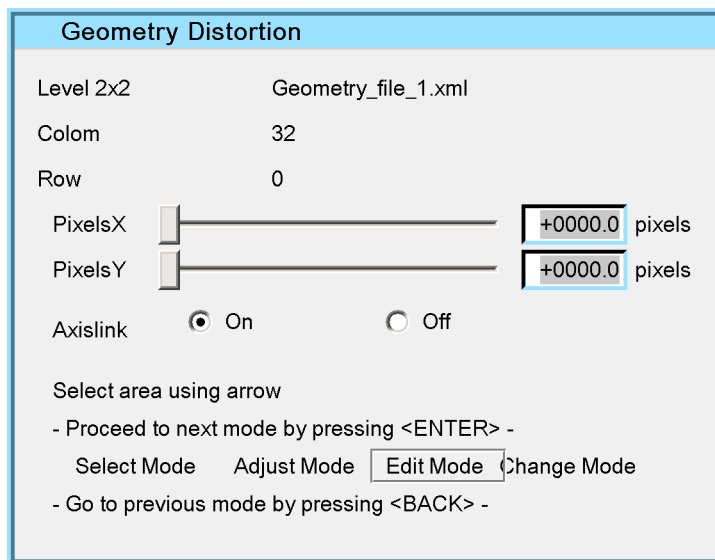 Geometry Distortion
Level 2x2 Geometry_file_1.xml
Colom 32
Row 0
PixelsX +0000.0 pixels
PixelsY +0000.0 pixels
Axislink On Off
Select area using arrow
- Proceed to next mode by pressing <ENTER> -
Select Mode Adjust Mode Edit Mode Change Mode
- Go to previous mode by pressing <BACK> -